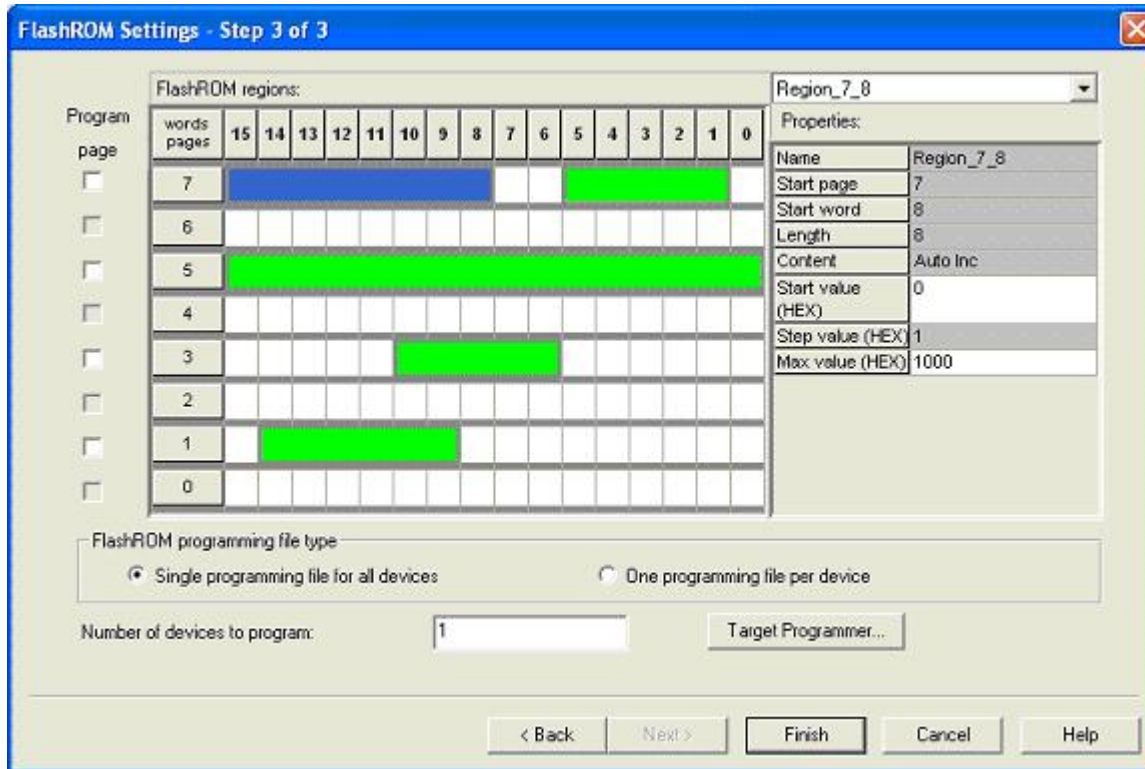 FlashROM Settings - Step 3 of 3
FlashROM regions:
Region_7_8
Program page
words pages 15 14 13 12 11 10 9 8 7 6 5 4 3 2 1 0
7
6
5
4
3
2
1
0
Properties:
Name Region_7_8
Start page 7
Start word 8
Length 8
Content Auto Inc
Start value (HEX) 0
Step value (HEX) 1
Max value (HEX) 1000
FlashROM programming file type
Single programming file for all devices One programming file per device
Number of devices to program: 1 Target Programmer...
< Back Next > Finish Cancel Help